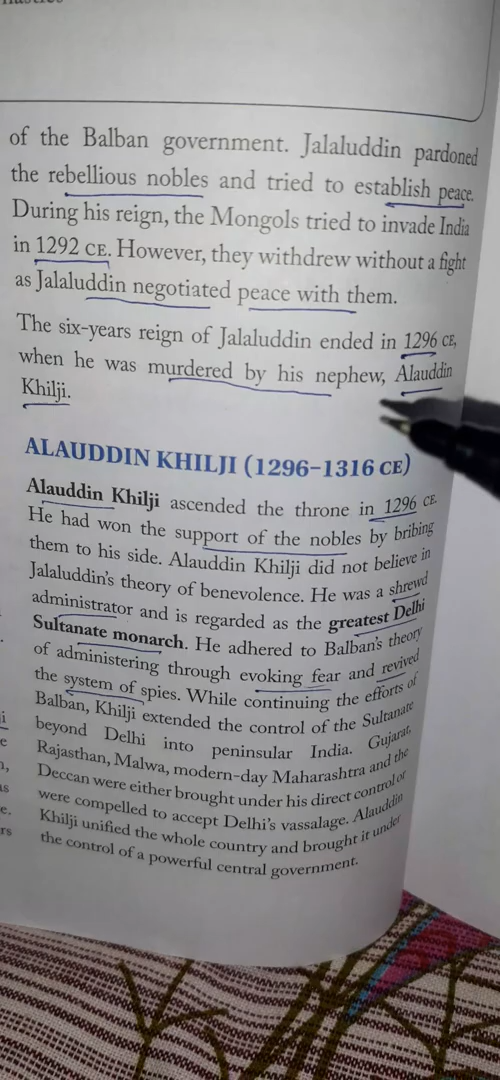 of the Balban government. Jalaluddin pardoned
the rebellious nobles and tried to establish peace.
During his reign, the Mongols tried to invade India
in 1292 CE. However, they withdrew without a fight
as Jalaluddin negotiated peace with them.
The six-years reign of Jalaluddin ended in 1296 CE,
when he was murdered by his nephew, Alauddin
Khilji.
ALAUDDIN KHILJI (1296–1316 CE)
Alauddin Khilji ascended the throne in 1296 CE.
He had won the support of the nobles by bribing
them to his side. Alauddin Khilji did not believe in
Jalaluddin's theory of benevolence. He was a shrewd
administrator and is regarded as the greatest Delhi
Sultanate monarch. He adhered to Balban's theory
of administering through evoking fear and revived
the system of spies. While continuing the efforts of
Balban, Khilji extended the control of the Sultanate
beyond Delhi into peninsular India. Gujarat,
Rajasthan, Malwa, modern-day Maharashtra and the
Deccan were either brought under his direct control or
were compelled to accept Delhi's vassalage. Alauddin
Khilji unified the whole country and brought it under
the control of a powerful central government.